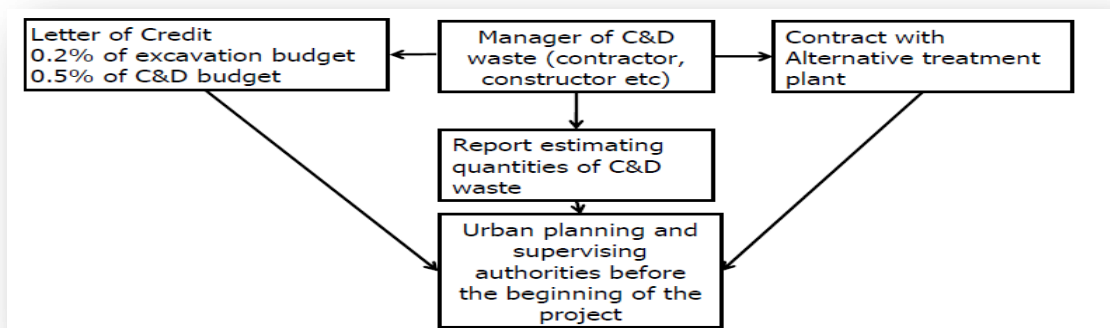 Letter of Credit
0.2% of excavation budget
0.5% of C&D budget
Manager of C&D
waste (contractor,
constructor etc)
Contract with
Alternative treatment
plant
Report estimating
quantities of C&D
waste
Urban planning and
supervising
authorities before
the beginning of the
project